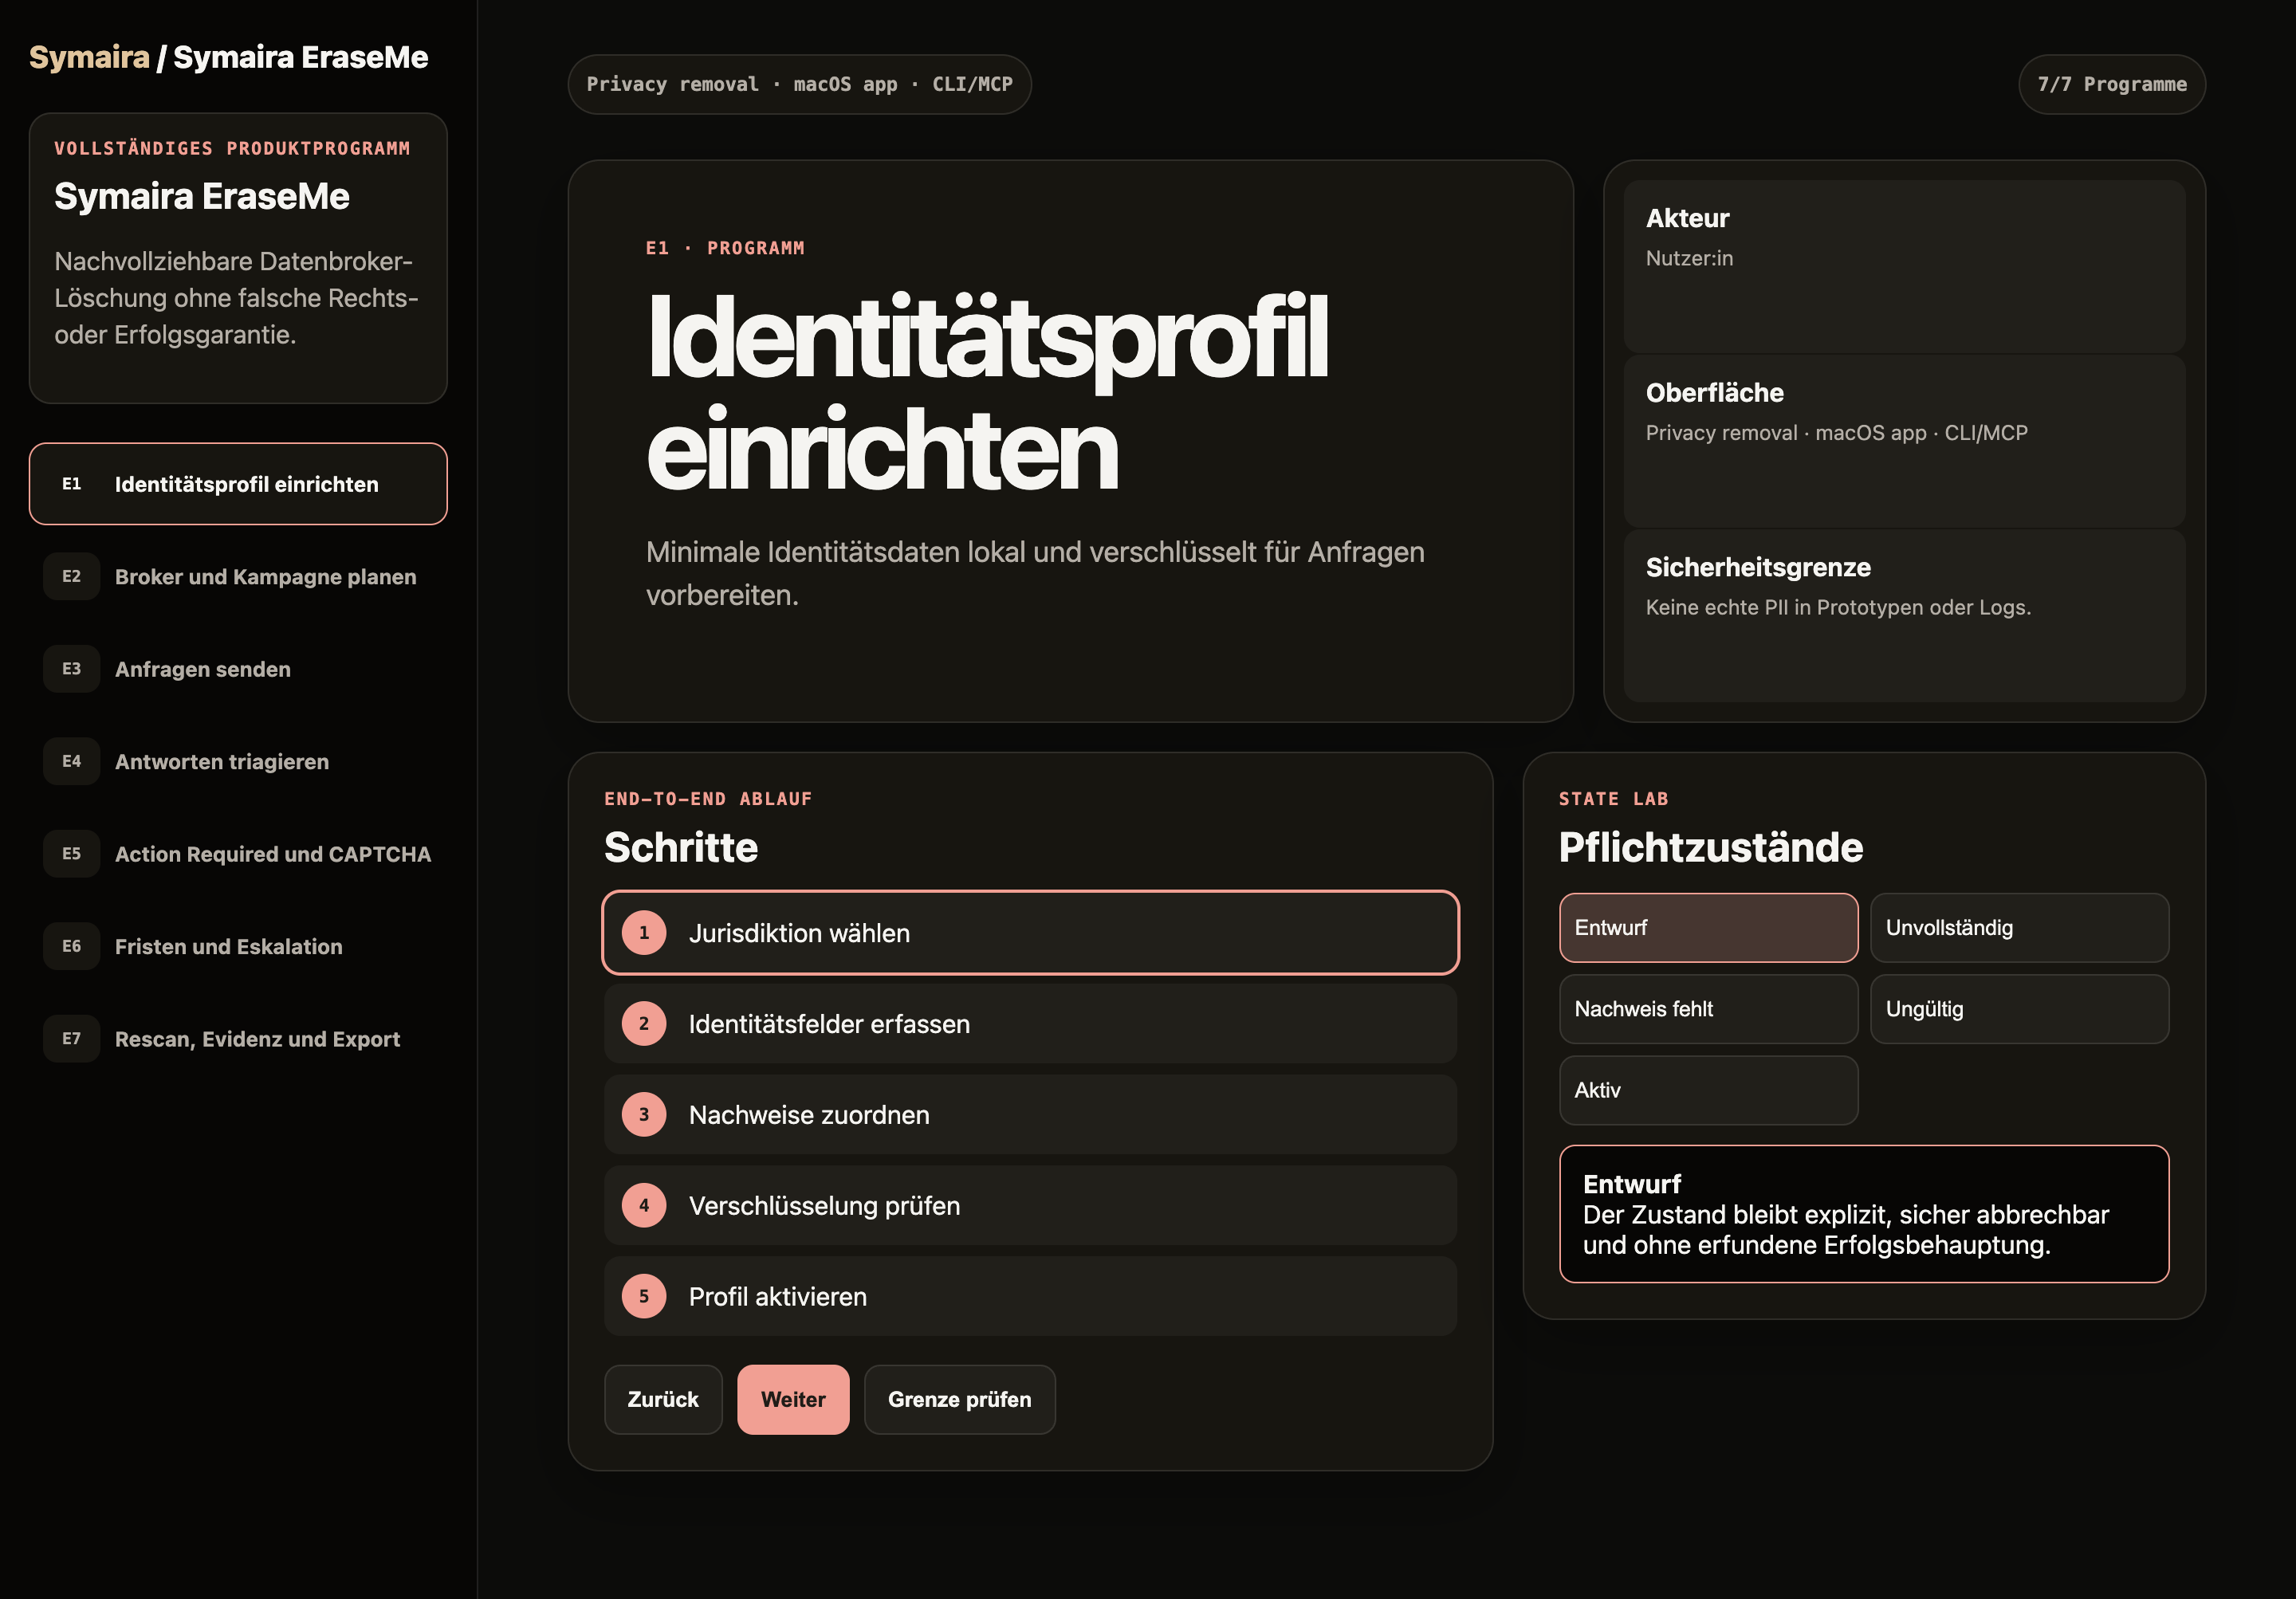 Symaira / Symaira EraseMe
VOLLSTÄNDIGES PRODUKTPROGRAMM
Symaira EraseMe
Nachvollziehbare Datenbroker-
Löschung ohne falsche Rechts-
oder Erfolgsgarantie.
E1 Identitätsprofil einrichten
E2 Broker und Kampagne planen
E3 Anfragen senden
E4 Antworten triagieren
E5 Action Required und CAPTCHA
E6 Fristen und Eskalation
E7 Rescan, Evidenz und Export
Privacy removal · macOS app · CLI/MCP
7/7 Programme
E1 · PROGRAMM
Identitätsprofil
einrichten
Minimale Identitätsdaten lokal und verschlüsselt für Anfragen
vorbereiten.
Akteur
Nutzer:in
Oberfläche
Privacy removal · macOS app · CLI/MCP
Sicherheitsgrenze
Keine echte PII in Prototypen oder Logs.
END-TO-END ABLAUF
Schritte
1 Jurisdiktion wählen
2 Identitätsfelder erfassen
3 Nachweise zuordnen
4 Verschlüsselung prüfen
5 Profil aktivieren
Zurück Weiter Grenze prüfen
STATE LAB
Pflichtzustände
Entwurf Unvollständig
Nachweis fehlt Ungültig
Aktiv
Entwurf
Der Zustand bleibt explizit, sicher abbrechbar
und ohne erfundene Erfolgsbehauptung.